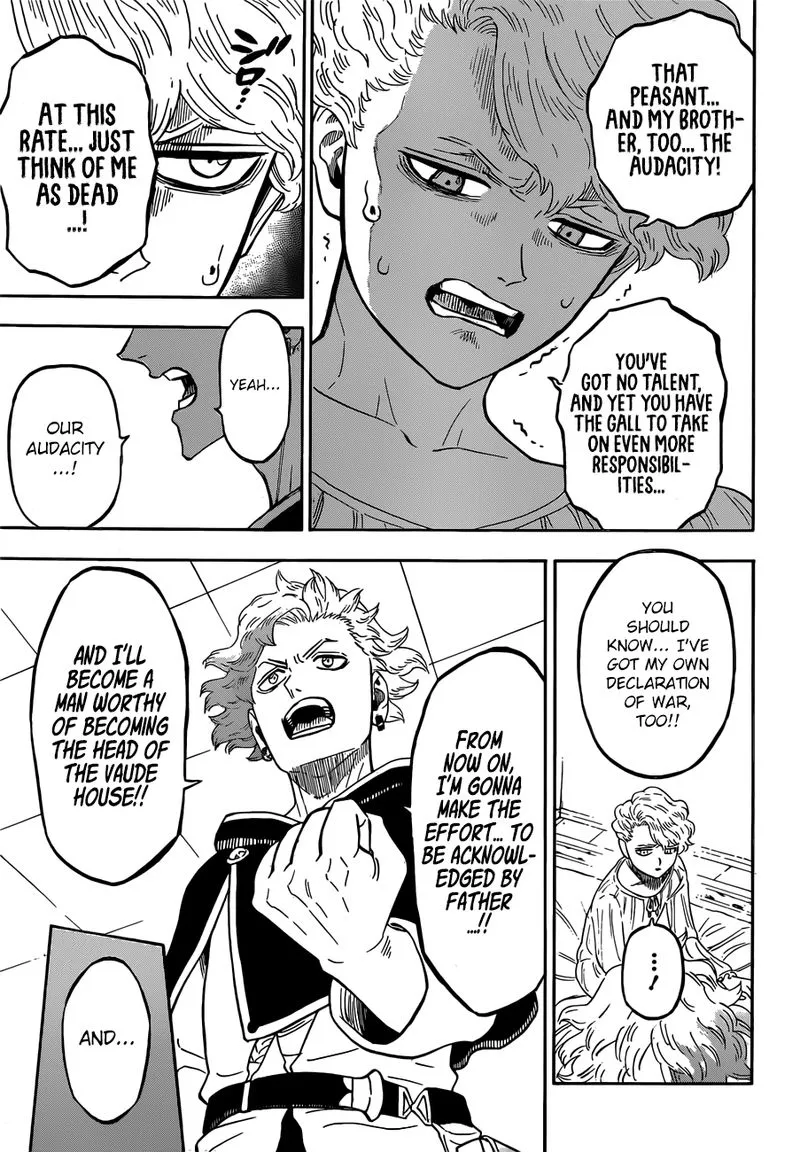 THAT
PEASANT...
AND MY BROTH-
ER, TOO... THE
AUDACITY!
YOU'VE
GOT NO TALENT,
AND YET YOU HAVE
THE GALL TO TAKE
ON EVEN MORE
RESPONSIBIL-
ITIES...
AT THIS
RATE... JUST
THINK OF ME
AS DEAD
...!
YEAH...
OUR
AUDACITY
...!
YOU
SHOULD
KNOW... I'VE
GOT MY OWN
DECLARATION
OF WAR,
TOO!!
...!
FROM
NOW ON,
I'M GONNA
MAKE THE
EFFORT... TO
BE ACKNOWL-
EDGED BY
FATHER
...!!
AND I'LL
BECOME A
MAN WORTHY
OF BECOMING
THE HEAD OF
THE VAUDE
HOUSE!!
AND...